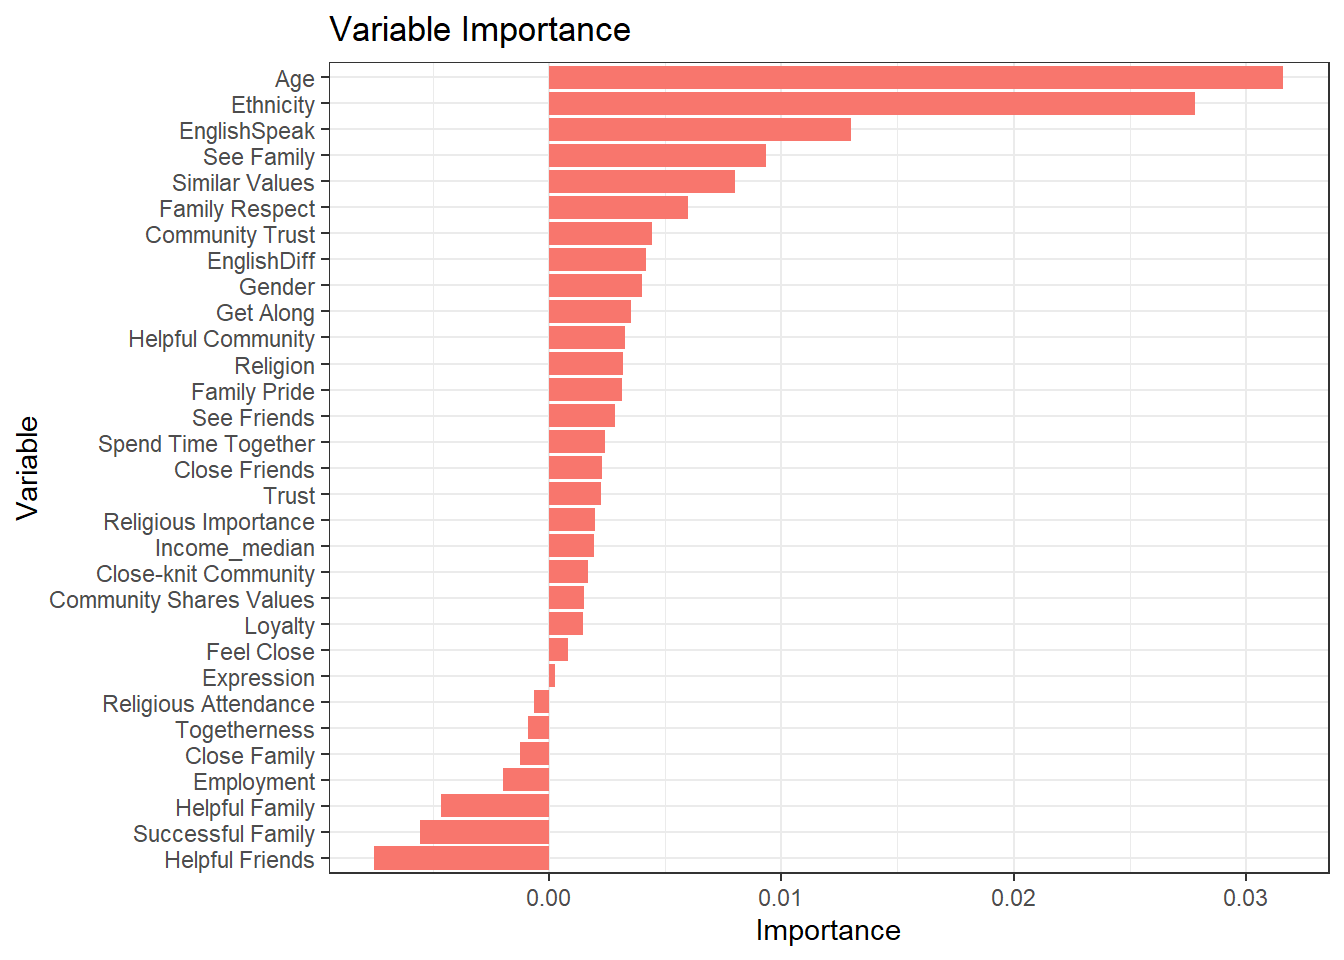 Variable Importance
Age
Ethnicity
EnglishSpeak
See Family
Similar Values
Family Respect
Community Trust
EnglishDiff
Gender
Get Along
Helpful Community
Religion
Family Pride
See Friends
Spend Time Together
Close Friends
Trust
Religious Importance
Income_median
Close-knit Community
Community Shares Values
Loyalty
Feel Close
Expression
Religious Attendance
Togetherness
Close Family
Employment
Helpful Family
Successful Family
Helpful Friends
Variable
0.00 0.01 0.02 0.03
Importance